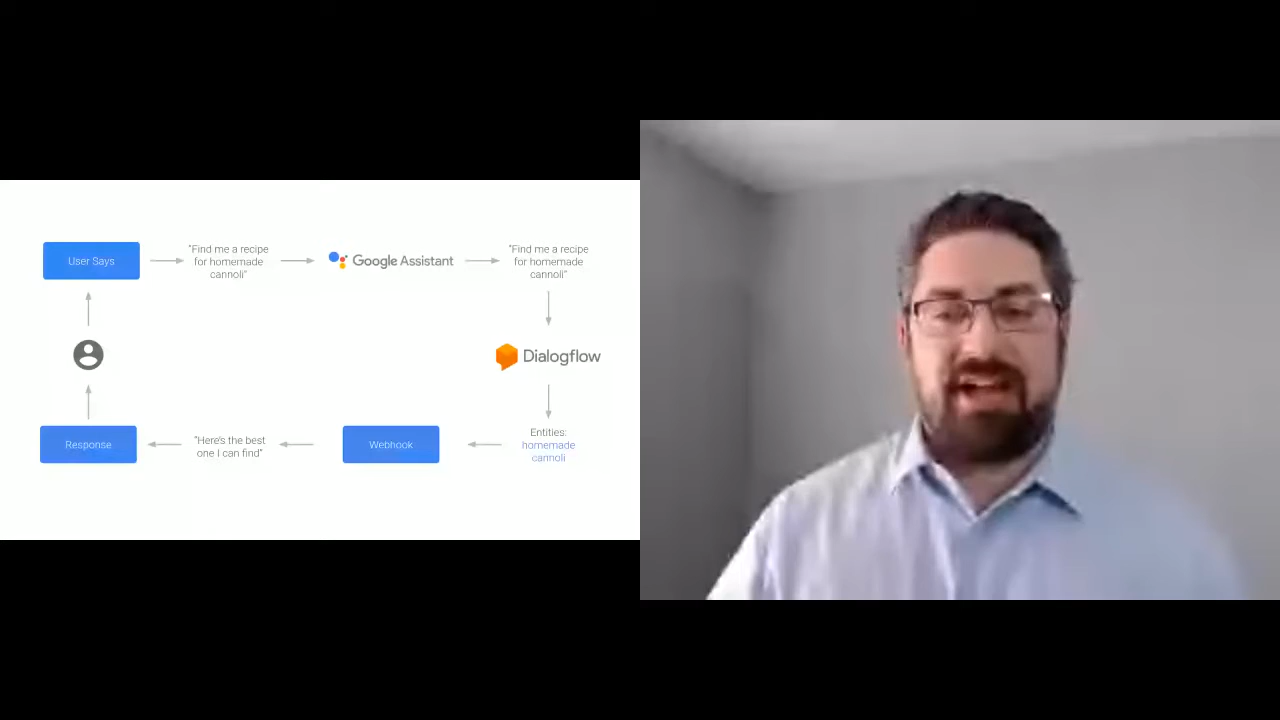 User Says
“Find me a recipe
for homemade
cannoli”
Google Assistant
“Find me a recipe
for homemade
cannoli”
Dialogflow
Response
“Here's the best
one I can find”
Webhook
Entities:
homemade
cannoli